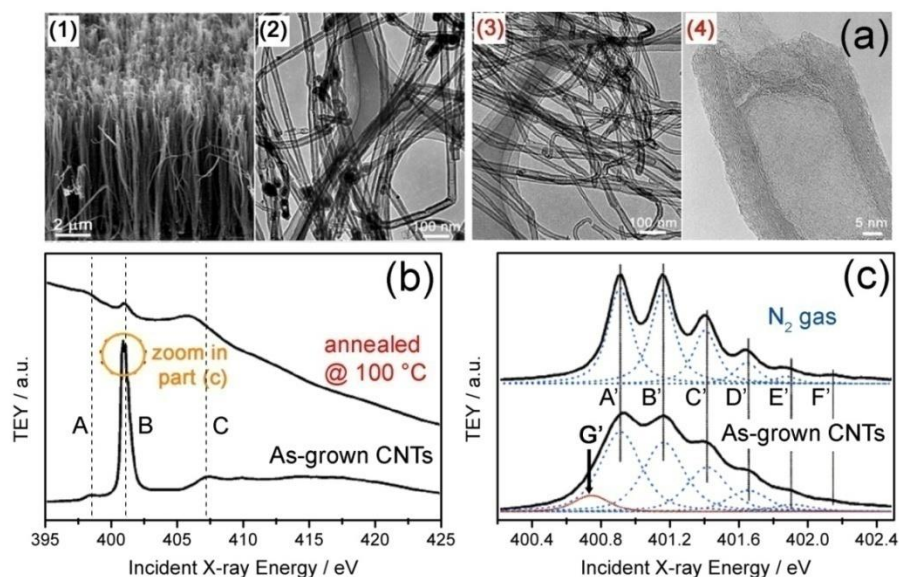 (1)
2 µm
(2)
100 nm
(3)
100 nm
(4)
(a)
5 nm
(b)
annealed
@ 100 °C
zoom in
part (c)
A
B
C
As-grown CNTs
TEY / a.u.
395 400 405 410 415 420 425
Incident X-ray Energy / eV
(c)
N2 gas
A' B' C' D' E' F'
G'
As-grown CNTs
TEY / a.u.
400.4 400.8 401.2 401.6 402.0 402.4
Incident X-ray Energy / eV